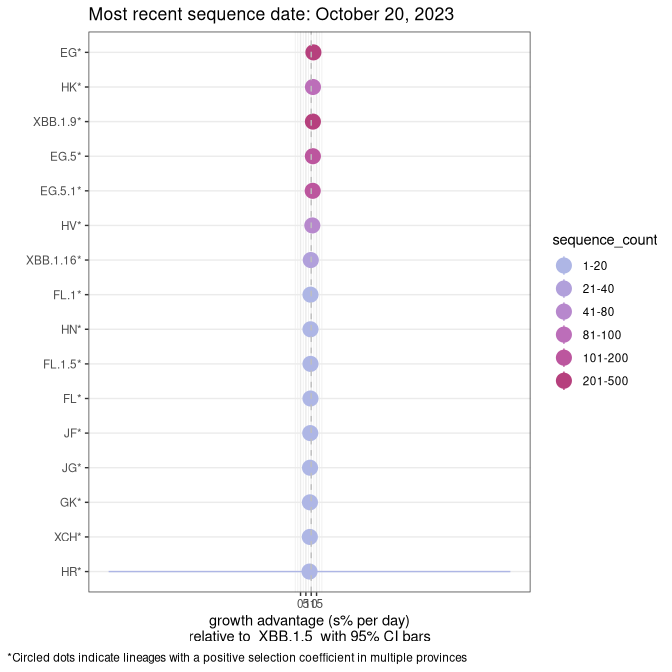 Most recent sequence date: October 20, 2023
EG*
HK*
XBB.1.9*
EG.5*
EG.5.1*
HV*
XBB.1.16*
FL.1*
HN*
FL.1.5*
FL*
JF*
JG*
GK*
XCH*
HR*
growth advantage (s% per day)
relative to XBB.1.5 with 95% CI bars
*Circled dots indicate lineages with a positive selection coefficient in multiple provinces
sequence_count
1-20
21-40
41-80
81-100
101-200
201-500